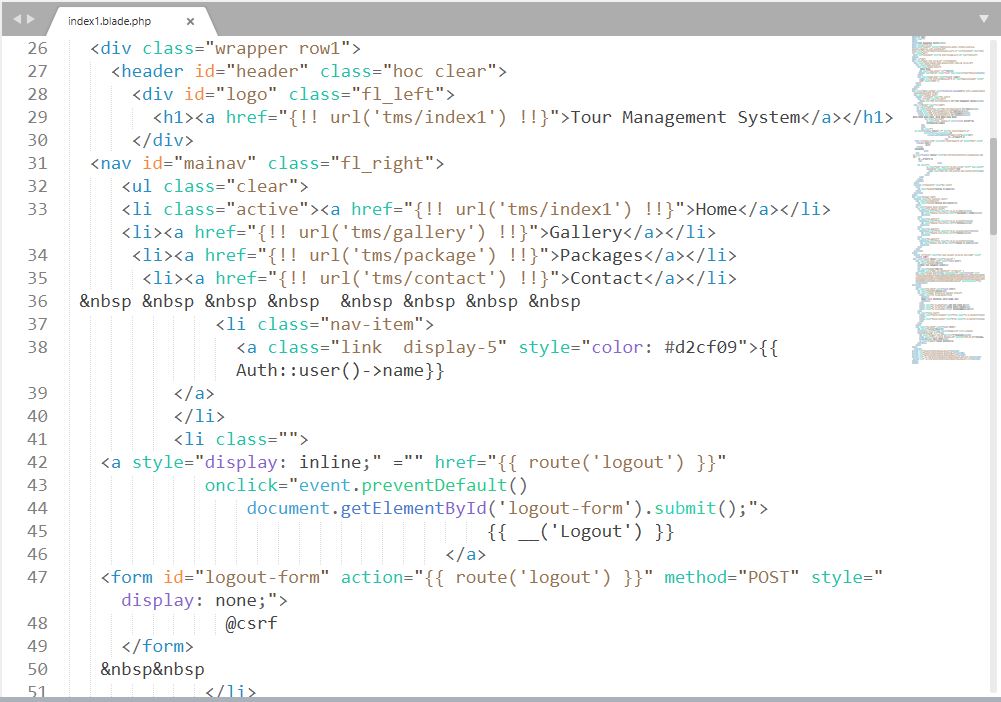 index1.blade.php ×
26 <div class="wrapper row1">
27 <header id="header" class="hoc clear">
28 <div id="logo" class="fl_left">
29 <h1><a href="{!! url('tms/index1') !!}">Tour Management System</a></h1>
30 </div>
31 <nav id="mainav" class="fl_right">
32 <ul class="clear">
33 <li class="active"><a href="{!! url('tms/index1') !!}">Home</a></li>
<li><a href="{!! url('tms/gallery') !!}">Gallery</a></li>
34 <li><a href="{!! url('tms/package') !!}">Packages</a></li>
35 <li><a href="{!! url('tms/contact') !!}">Contact</a></li>
36 &nbsp &nbsp &nbsp &nbsp  &nbsp &nbsp &nbsp &nbsp
37 <li class="nav-item">
38 <a class="link  display-5" style="color: #d2cf09">{{
Auth::user()->name}}
39 </a>
40 </li>
41 <li class="">
42 <a style="display: inline;" ="" href="{{ route('logout') }}"
43 onclick="event.preventDefault()
44 document.getElementById('logout-form').submit();">
45 {{ __('Logout') }}
46 </a>
47 <form id="logout-form" action="{{ route('logout') }}" method="POST" style="
display: none;">
48 @csrf
49 </form>
50 &nbsp&nbsp
51 </li>